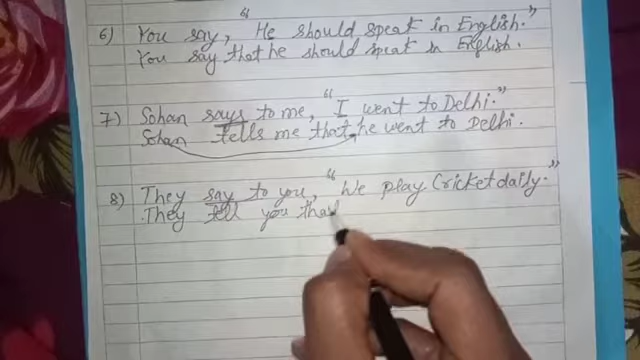 6) You say, "He should speak in English."
You say that he should speak in English.
7) Sohan says to me, "I went to Delhi."
Sohan tells me that he went to Delhi.
8) They say to you, "We play Cricket daily."
They tell you that